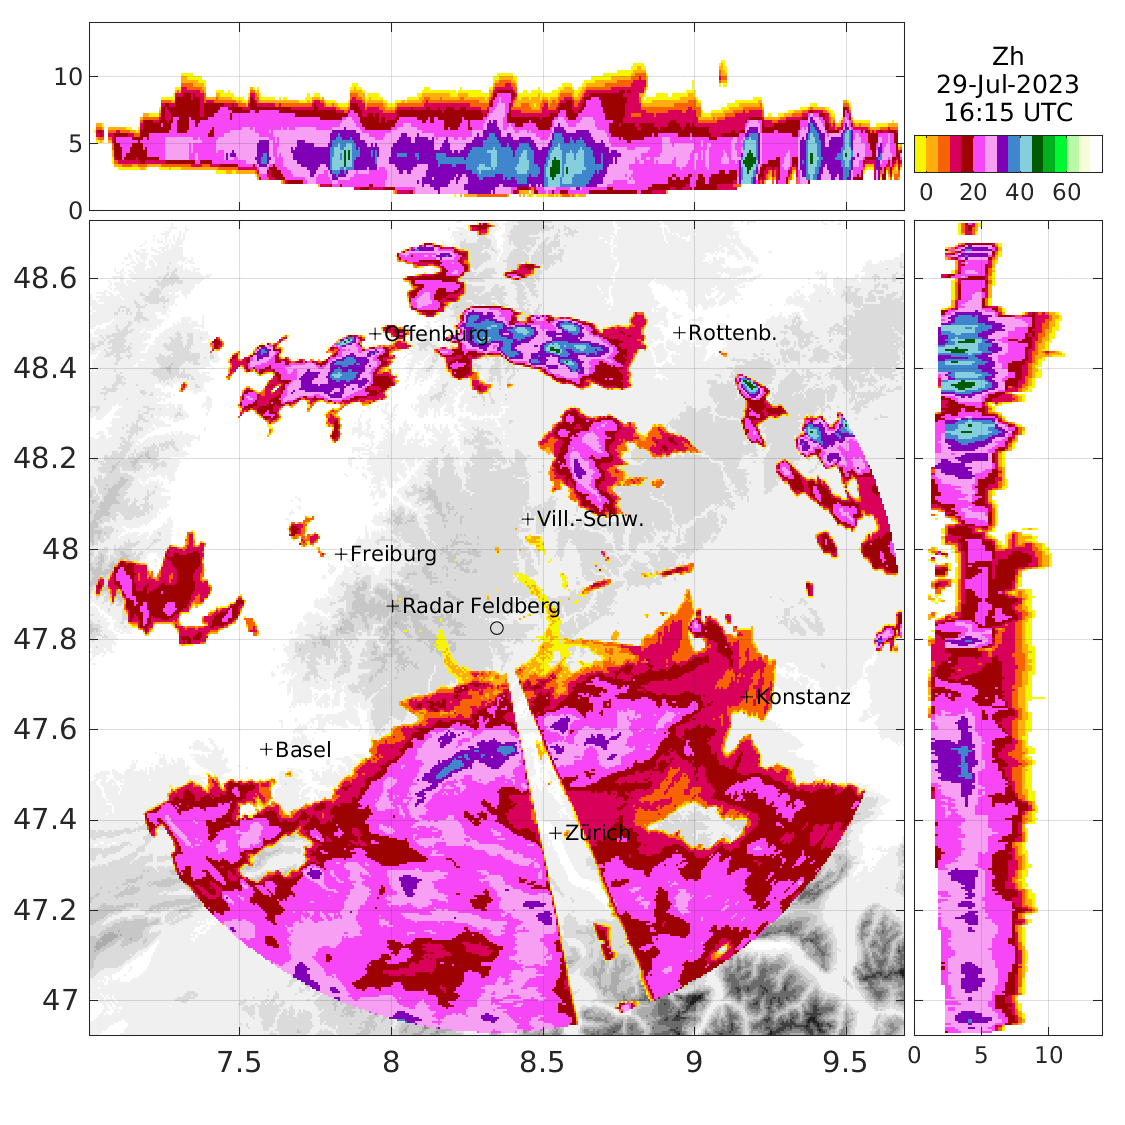 10
5
0
Zh
29-Jul-2023
16:15 UTC
0 20 40 60
48.6
48.4
48.2
48
47.8
47.6
47.4
47.2
47
+Offenburg
+Rottenb.
+Vill.-Schw.
+Freiburg
+Radar Feldberg
+Konstanz
+Basel
+Zürich
7.5 8 8.5 9 9.5
0 5 10